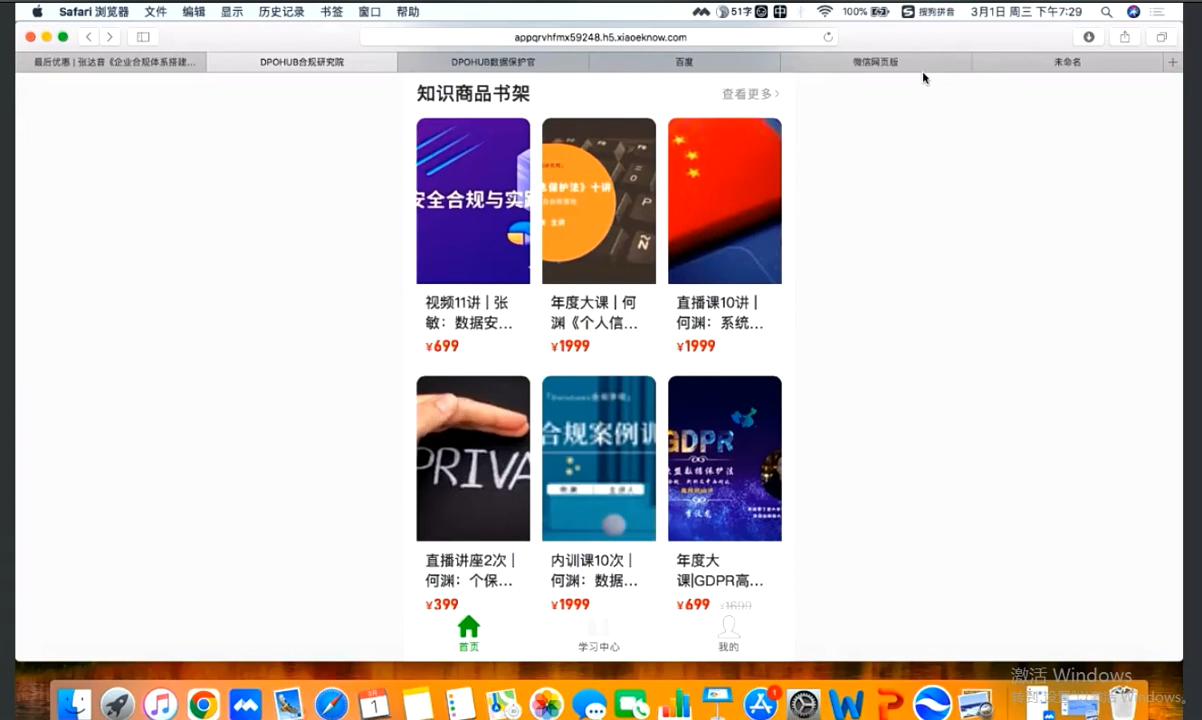 Safari 浏览器 文件 编辑 显示 历史记录 书签 窗口 帮助 51字 中 100% 搜狗拼音 3月1日 周三 下午7:29
appqrvhfmx59248.h5.xiaoeknow.com
最后优惠 | 张达音《企业合规体系搭建... DPOHUB合规研究院 DPOHUB数据保护官 百度 微信网页版 未命名
知识商品书架 查看更多
安全合规与实践
息保护法》十讲
视频11讲 | 张 年度大课 | 何 直播课10讲 |
敏：数据安... 渊《个人信... 何渊：系统...
¥699 ¥1999 ¥1999
PRIVA 合规案例训 GDPR
直播讲座2次 | 内训课10次 | 年度大
何渊：个保... 何渊：数据... 课|GDPR高...
¥399 ¥1999 ¥699 ¥1699
首页 学习中心 我的
激活 Windows